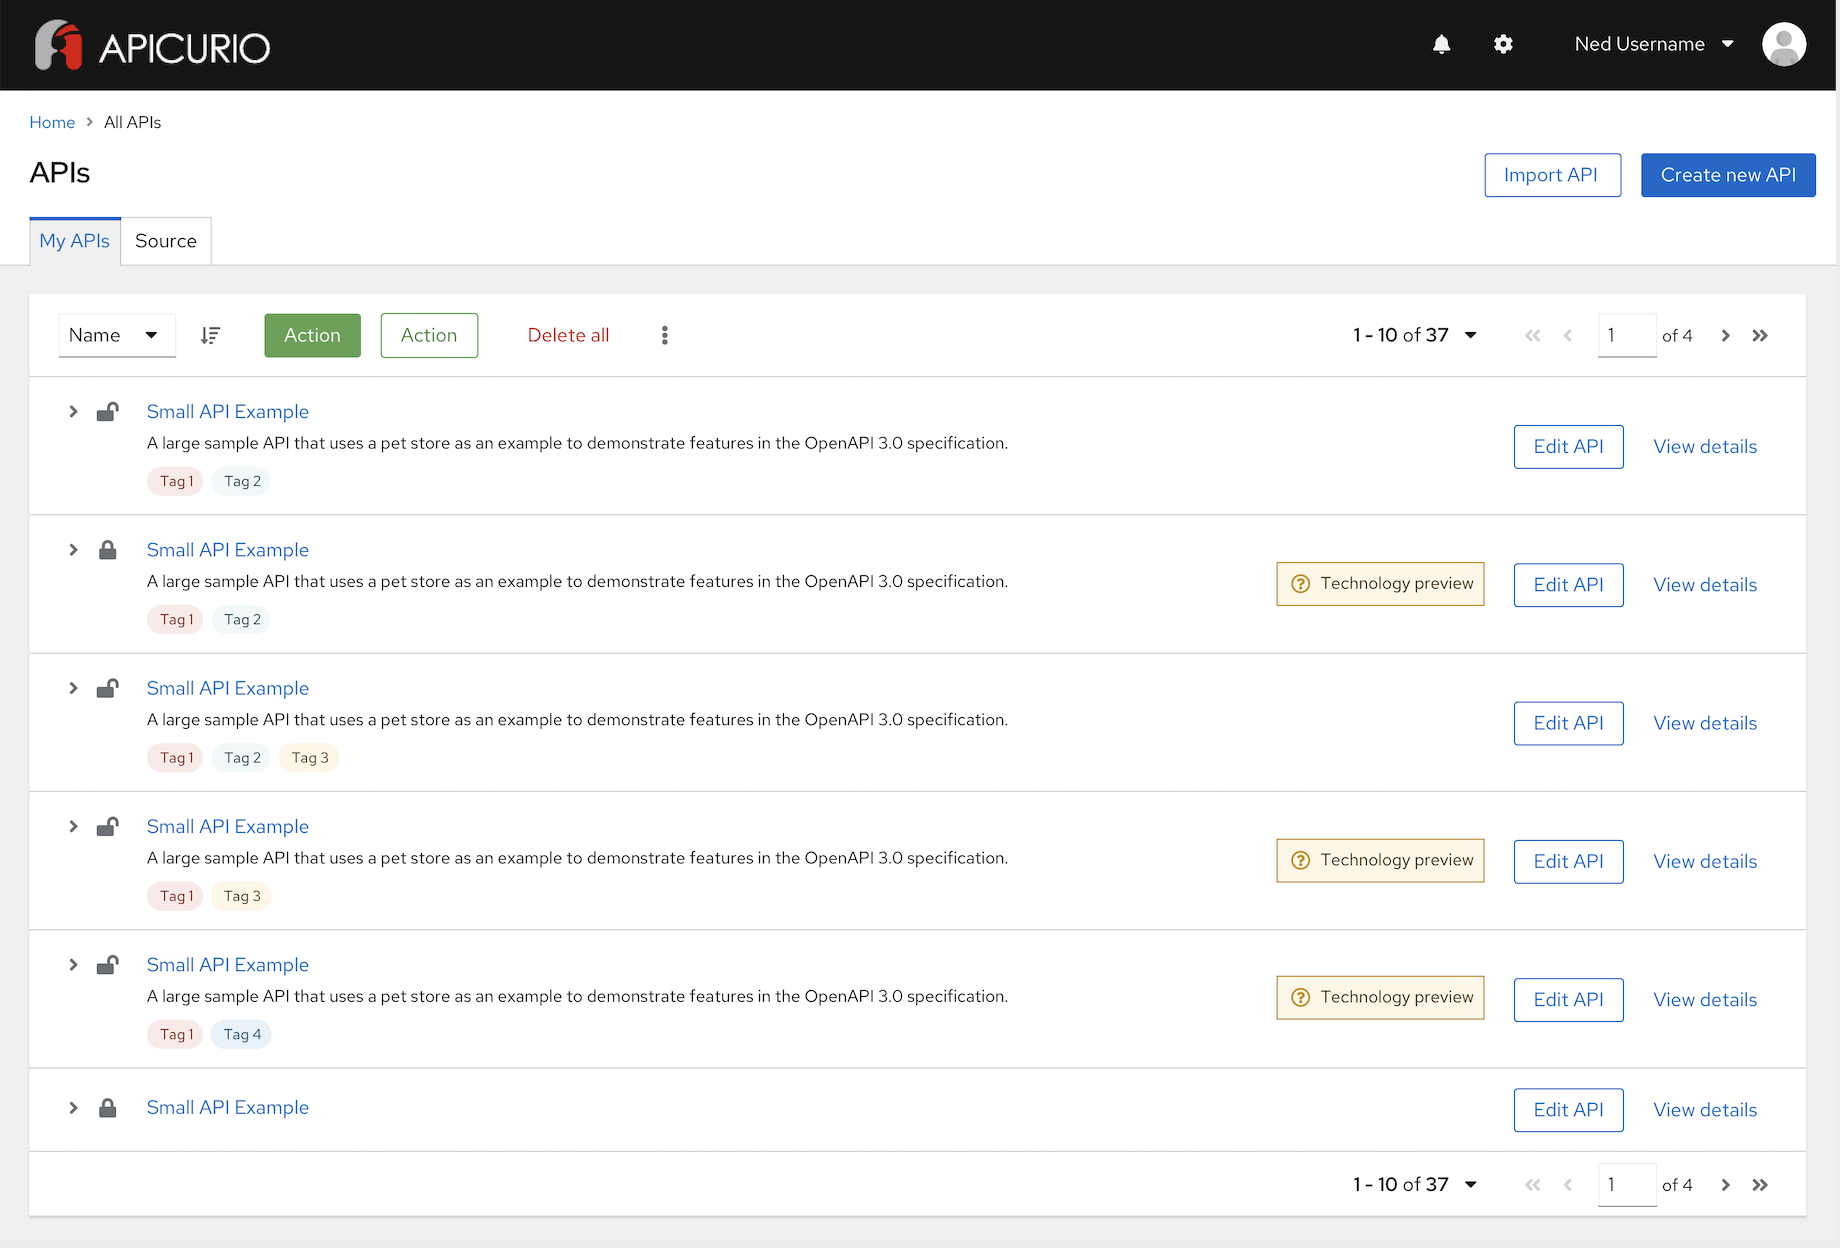 APICURIO
Ned Username
Home > All APIs
APIs
Import API
Create new API
My APIs
Source
Name
Action
Action
Delete all
1 - 10 of 37
1 of 4
Small API Example
A large sample API that uses a pet store as an example to demonstrate features in the OpenAPI 3.0 specification.
Tag 1 Tag 2
Edit API
View details
Small API Example
A large sample API that uses a pet store as an example to demonstrate features in the OpenAPI 3.0 specification.
Tag 1 Tag 2
Technology preview
Edit API
View details
Small API Example
A large sample API that uses a pet store as an example to demonstrate features in the OpenAPI 3.0 specification.
Tag 1 Tag 2 Tag 3
Edit API
View details
Small API Example
A large sample API that uses a pet store as an example to demonstrate features in the OpenAPI 3.0 specification.
Tag 1 Tag 3
Technology preview
Edit API
View details
Small API Example
A large sample API that uses a pet store as an example to demonstrate features in the OpenAPI 3.0 specification.
Tag 1 Tag 4
Technology preview
Edit API
View details
Small API Example
Edit API
View details
1 - 10 of 37
1 of 4